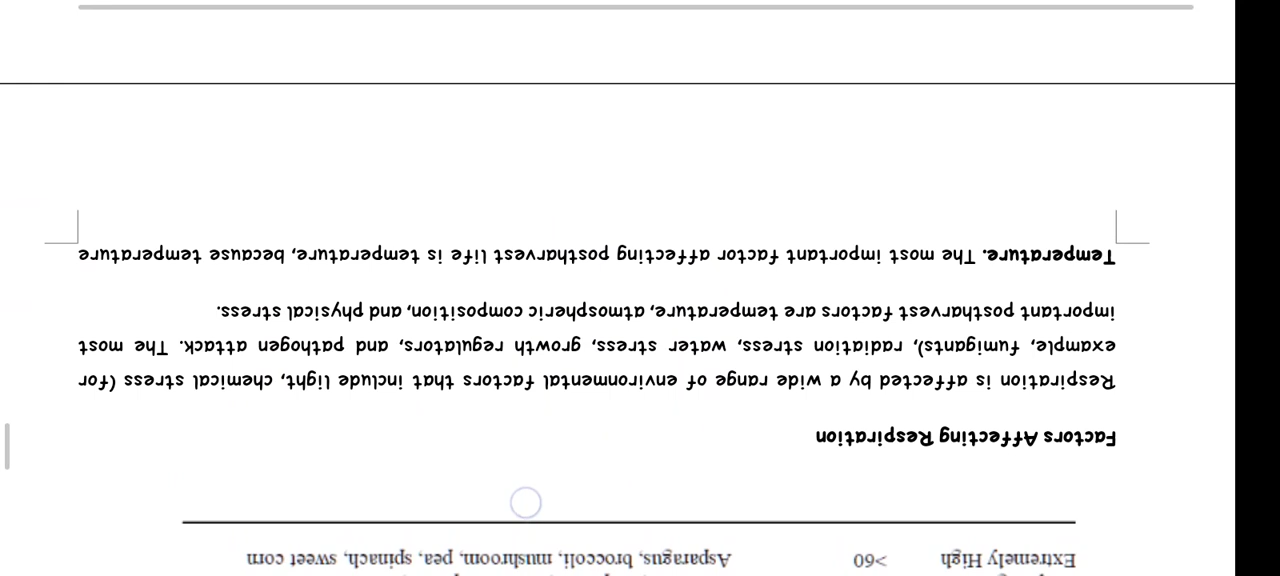 Extremely High >60 Asparagus, broccoli, mushroom, pea, spinach, sweet corn
Factors Affecting Respiration
Respiration is affected by a wide range of environmental factors that include light, chemical stress (for
example, fumigants), radiation stress, water stress, growth regulators, and pathogen attack. The most
important postharvest factors are temperature, atmospheric composition, and physical stress.
Temperature. The most important factor affecting postharvest life is temperature, because temperature